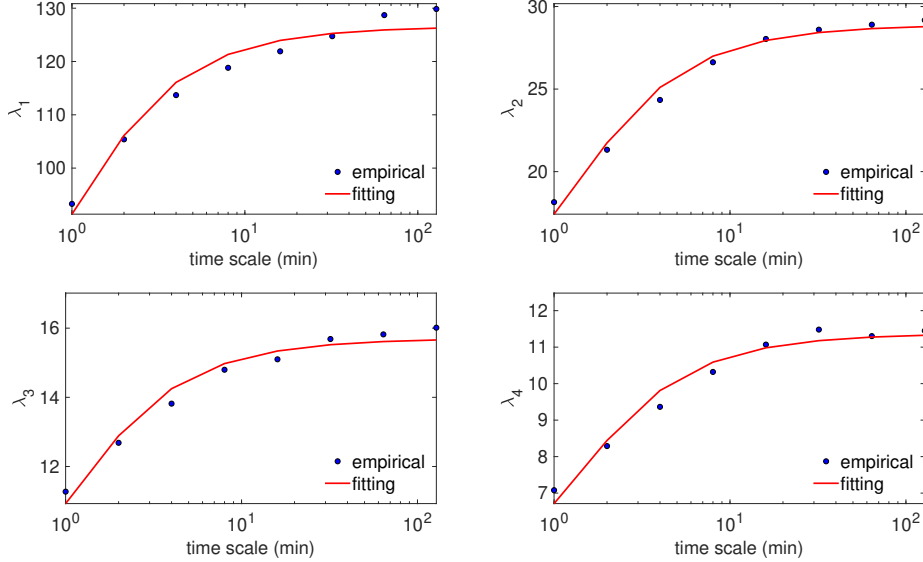 130
120
110
100
λ1
empirical
fitting
10^0
10^1
10^2
time scale (min)
30
25
20
λ2
empirical
fitting
10^0
10^1
10^2
time scale (min)
16
14
12
λ3
empirical
fitting
10^0
10^1
10^2
time scale (min)
12
11
10
9
8
7
λ4
empirical
fitting
10^0
10^1
10^2
time scale (min)